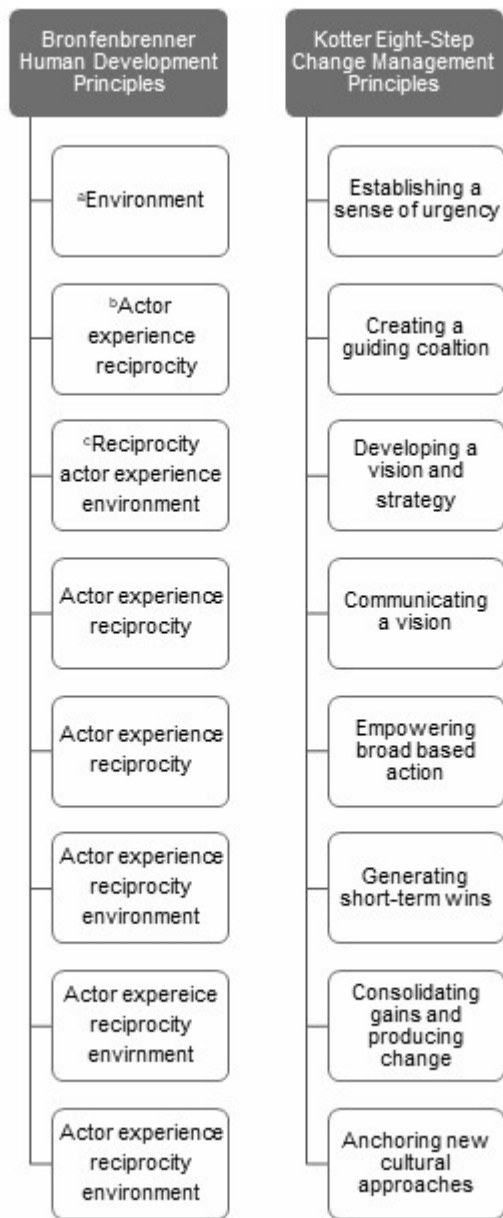 Bronfenbrenner
Human Development
Principles
ᵃEnvironment
ᵇActor
experience
reciprocity
ᶜReciprocity
actor experience
environment
Actor experience
reciprocity
Actor experience
reciprocity
Actor experience
reciprocity
environment
Actor expereice
reciprocity
envirnment
Actor experience
reciprocity
environment
Kotter Eight-Step
Change Management
Principles
Establishing a
sense of urgency
Creating a
guiding coaltion
Developing a
vision and
strategy
Communicating
a vision
Empowering
broad based
action
Generating
short-term wins
Consolidating
gains and
producing
change
Anchoring new
cultural
approaches